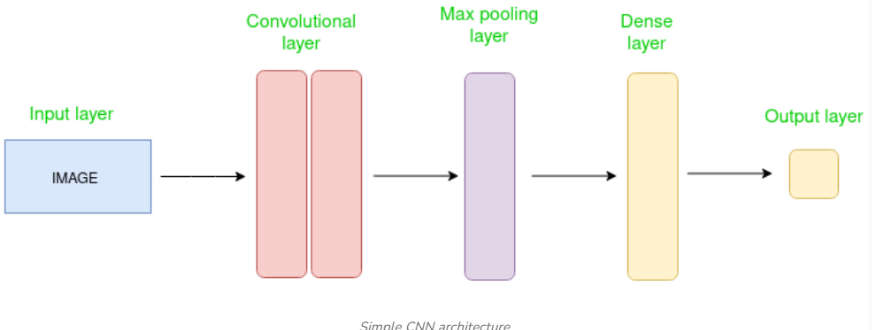 Input layer
IMAGE
Convolutional
layer
Max pooling
layer
Dense
layer
Output layer
Simple CNN architecture